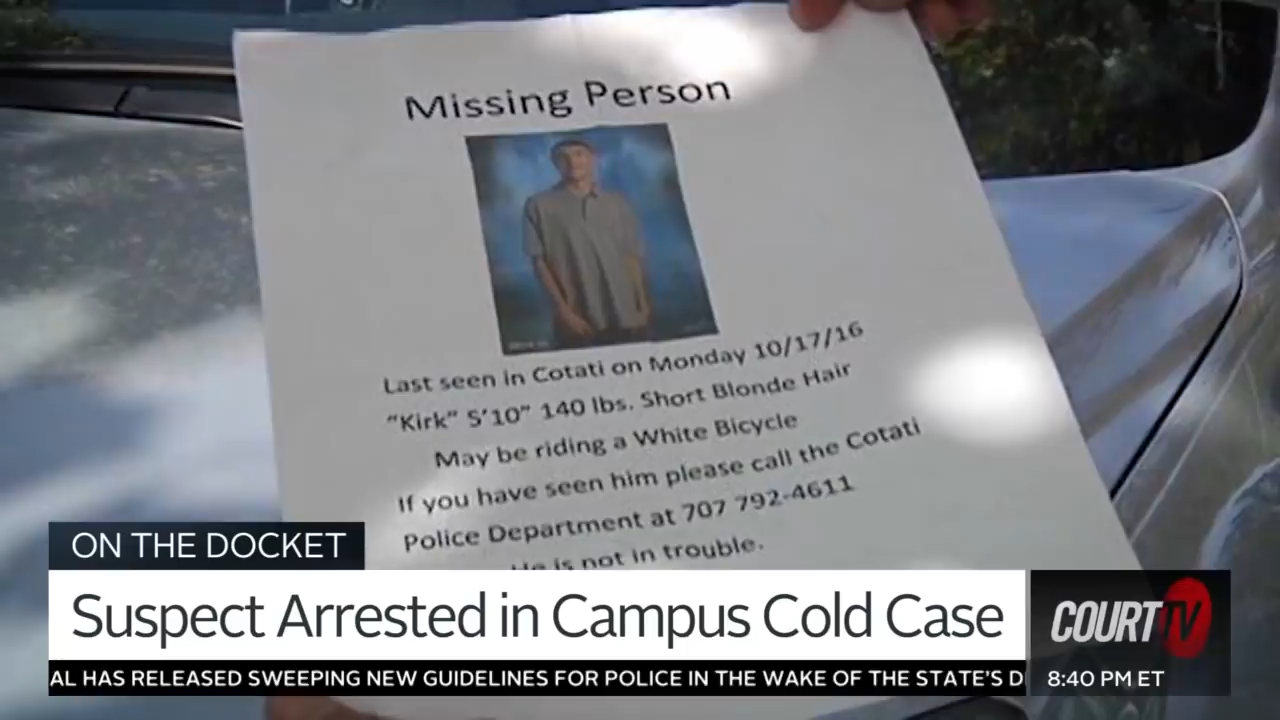 Missing Person
Last seen in Cotati on Monday 10/17/16
“Kirk” 5’10” 140 lbs. Short Blonde Hair
May be riding a White Bicycle
If you have seen him please call the Cotati
Police Department at 707 792-4611
He is not in trouble.
ON THE DOCKET
Suspect Arrested in Campus Cold Case
COURT TV
AL HAS RELEASED SWEEPING NEW GUIDELINES FOR POLICE IN THE WAKE OF THE STATE'S D
8:40 PM ET